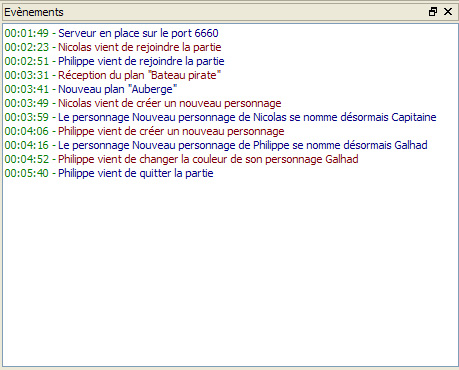 Evènements
00:01:49 - Serveur en place sur le port 6660
00:02:23 - Nicolas vient de rejoindre la partie
00:02:51 - Philippe vient de rejoindre la partie
00:03:31 - Réception du plan "Bateau pirate"
00:03:41 - Nouveau plan "Auberge"
00:03:49 - Nicolas vient de créer un nouveau personnage
00:03:59 - Le personnage Nouveau personnage de Nicolas se nomme désormais Capitaine
00:04:06 - Philippe vient de créer un nouveau personnage
00:04:16 - Le personnage Nouveau personnage de Philippe se nomme désormais Galhad
00:04:52 - Philippe vient de changer la couleur de son personnage Galhad
00:05:40 - Philippe vient de quitter la partie